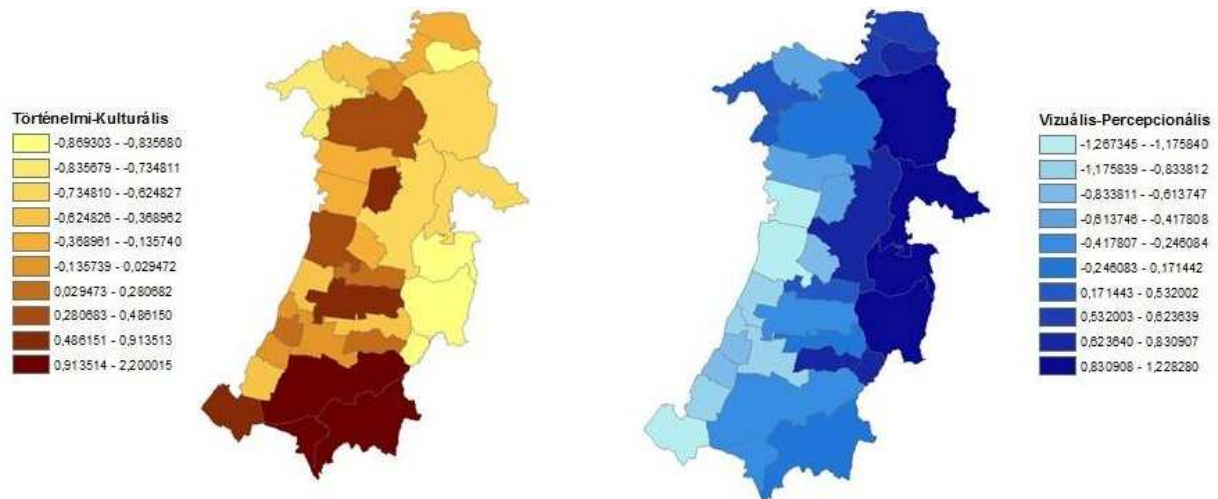 Történelmi-Kulturális
-0,869303 - -0,835680
-0,835679 - -0,734811
-0,734810 - -0,624827
-0,624826 - -0,368962
-0,368961 - -0,135740
-0,135739 - 0,029472
0,029473 - 0,280682
0,280683 - 0,486150
0,486151 - 0,913513
0,913514 - 2,200015
Vizuális-Percepcionális
-1,267345 - -1,175840
-1,175839 - -0,833812
-0,833811 - -0,613747
-0,613746 - -0,417808
-0,417807 - -0,246084
-0,246083 - 0,171442
0,171443 - 0,532002
0,532003 - 0,623639
0,623640 - 0,830907
0,830908 - 1,228280